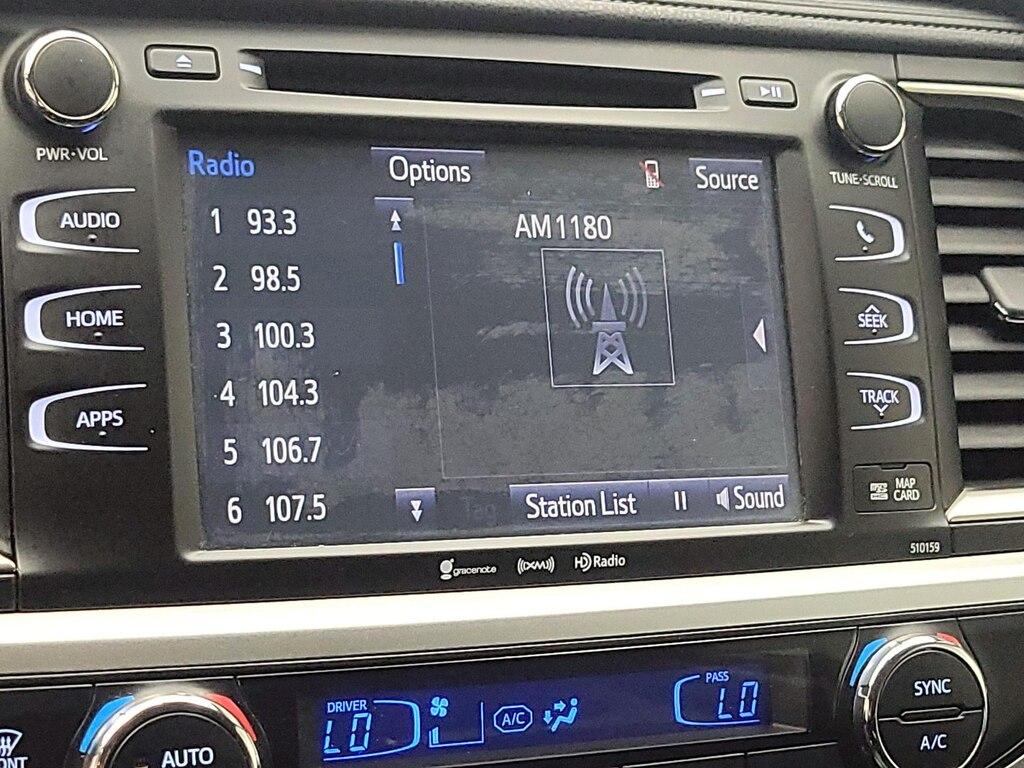 PWR·VOL
AUDIO
HOME
APPS
Radio
Options
Source
1 93.3
2 98.5
3 100.3
4 104.3
5 106.7
6 107.5
AM1180
Station List
Sound
TUNE·SCROLL
SEEK
TRACK
MAP
CARD
510159
gracenote
((XM))
HD Radio
DRIVER
LO
A/C
PASS
LO
AUTO
SYNC
A/C